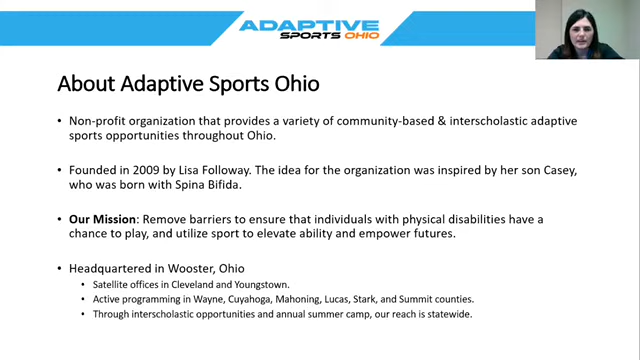 ADAPTIVE
SPORTS OHIO
About Adaptive Sports Ohio
• Non-profit organization that provides a variety of community-based & interscholastic adaptive
sports opportunities throughout Ohio.
• Founded in 2009 by Lisa Followay. The idea for the organization was inspired by her son Casey,
who was born with Spina Bifida.
• Our Mission: Remove barriers to ensure that individuals with physical disabilities have a
chance to play, and utilize sport to elevate ability and empower futures.
• Headquartered in Wooster, Ohio
• Satellite offices in Cleveland and Youngstown.
• Active programming in Wayne, Cuyahoga, Mahoning, Lucas, Stark, and Summit counties.
• Through interscholastic opportunities and annual summer camp, our reach is statewide.